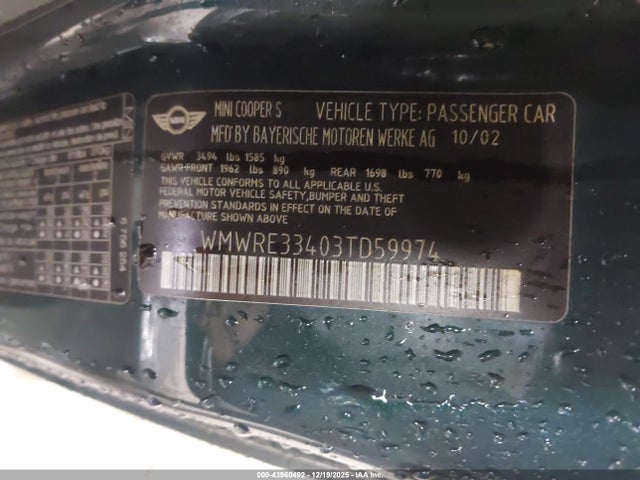 MINI
MINI COOPER S VEHICLE TYPE: PASSENGER CAR
MFD BY BAYERISCHE MOTOREN WERKE AG 10/02
GVWR 3494 lbs 1585 kg
GAWR-FRONT 1962 lbs 890 kg REAR 1698 lbs 770 kg
THIS VEHICLE CONFORMS TO ALL APPLICABLE U.S.
FEDERAL MOTOR VEHICLE SAFETY, BUMPER AND THEFT
PREVENTION STANDARDS IN EFFECT ON THE DATE OF
MANUFACTURE SHOWN ABOVE.
WMWRE33403TD59974
000-43960492 - 12/19/2025 - IAA Inc.